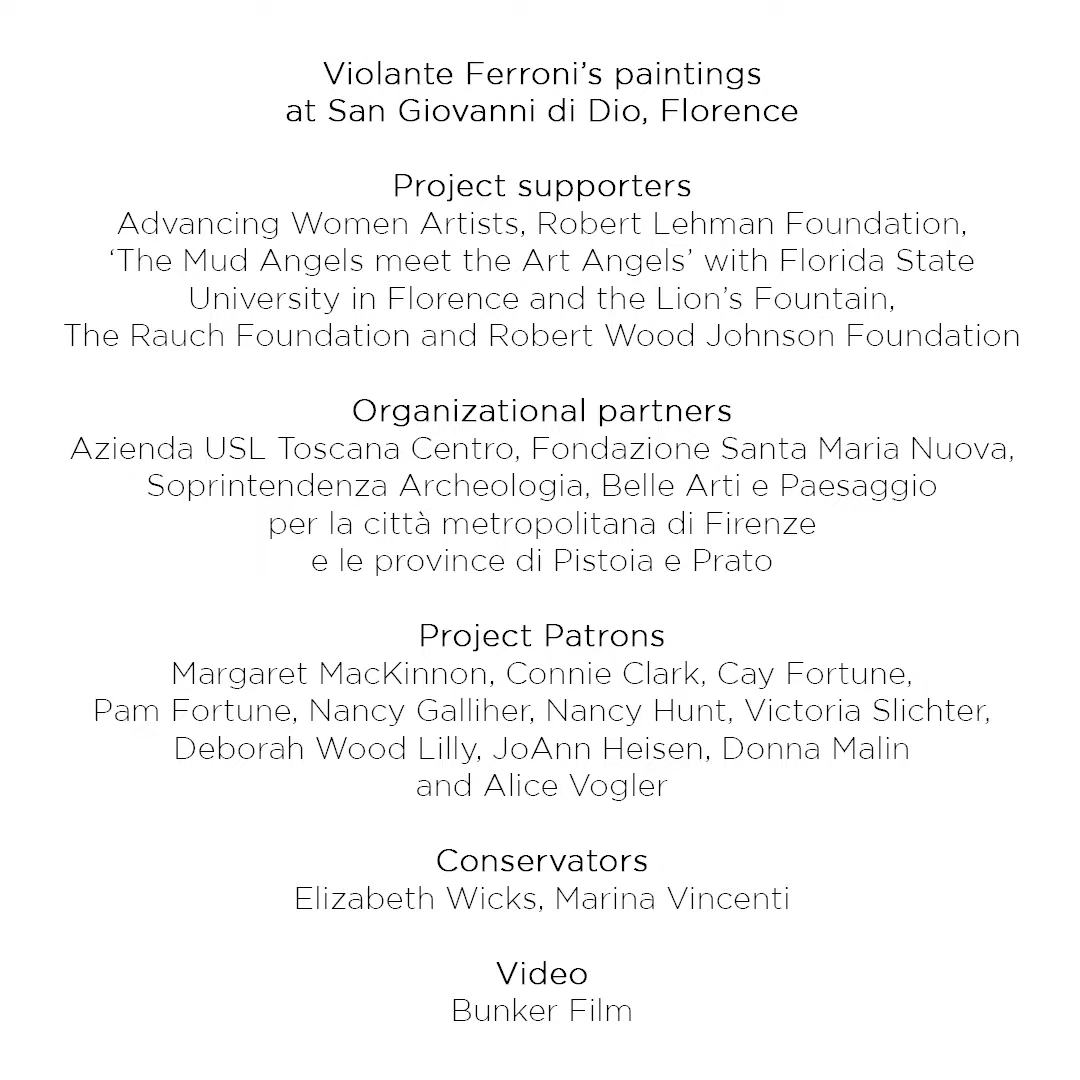 Violante Ferroni’s paintings
at San Giovanni di Dio, Florence
Project supporters
Advancing Women Artists, Robert Lehman Foundation,
‘The Mud Angels meet the Art Angels’ with Florida State
University in Florence and the Lion’s Fountain,
The Rauch Foundation and Robert Wood Johnson Foundation
Organizational partners
Azienda USL Toscana Centro, Fondazione Santa Maria Nuova,
Soprintendenza Archeologia, Belle Arti e Paesaggio
per la città metropolitana di Firenze
e le province di Pistoia e Prato
Project Patrons
Margaret MacKinnon, Connie Clark, Cay Fortune,
Pam Fortune, Nancy Galliher, Nancy Hunt, Victoria Slichter,
Deborah Wood Lilly, JoAnn Heisen, Donna Malin
and Alice Vogler
Conservators
Elizabeth Wicks, Marina Vincenti
Video
Bunker Film